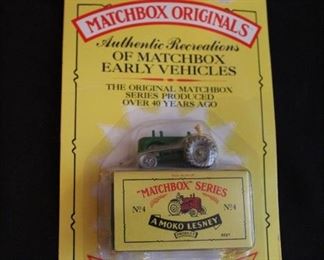 MATCHBOX ORIGINALS
Authentic Recreations
OF MATCHBOX
EARLY VEHICLES
THE ORIGINAL MATCHBOX
SERIES PRODUCED
OVER 40 YEARS AGO
"MATCHBOX" SERIES
Nº4 Nº4
A MOKO LESNEY